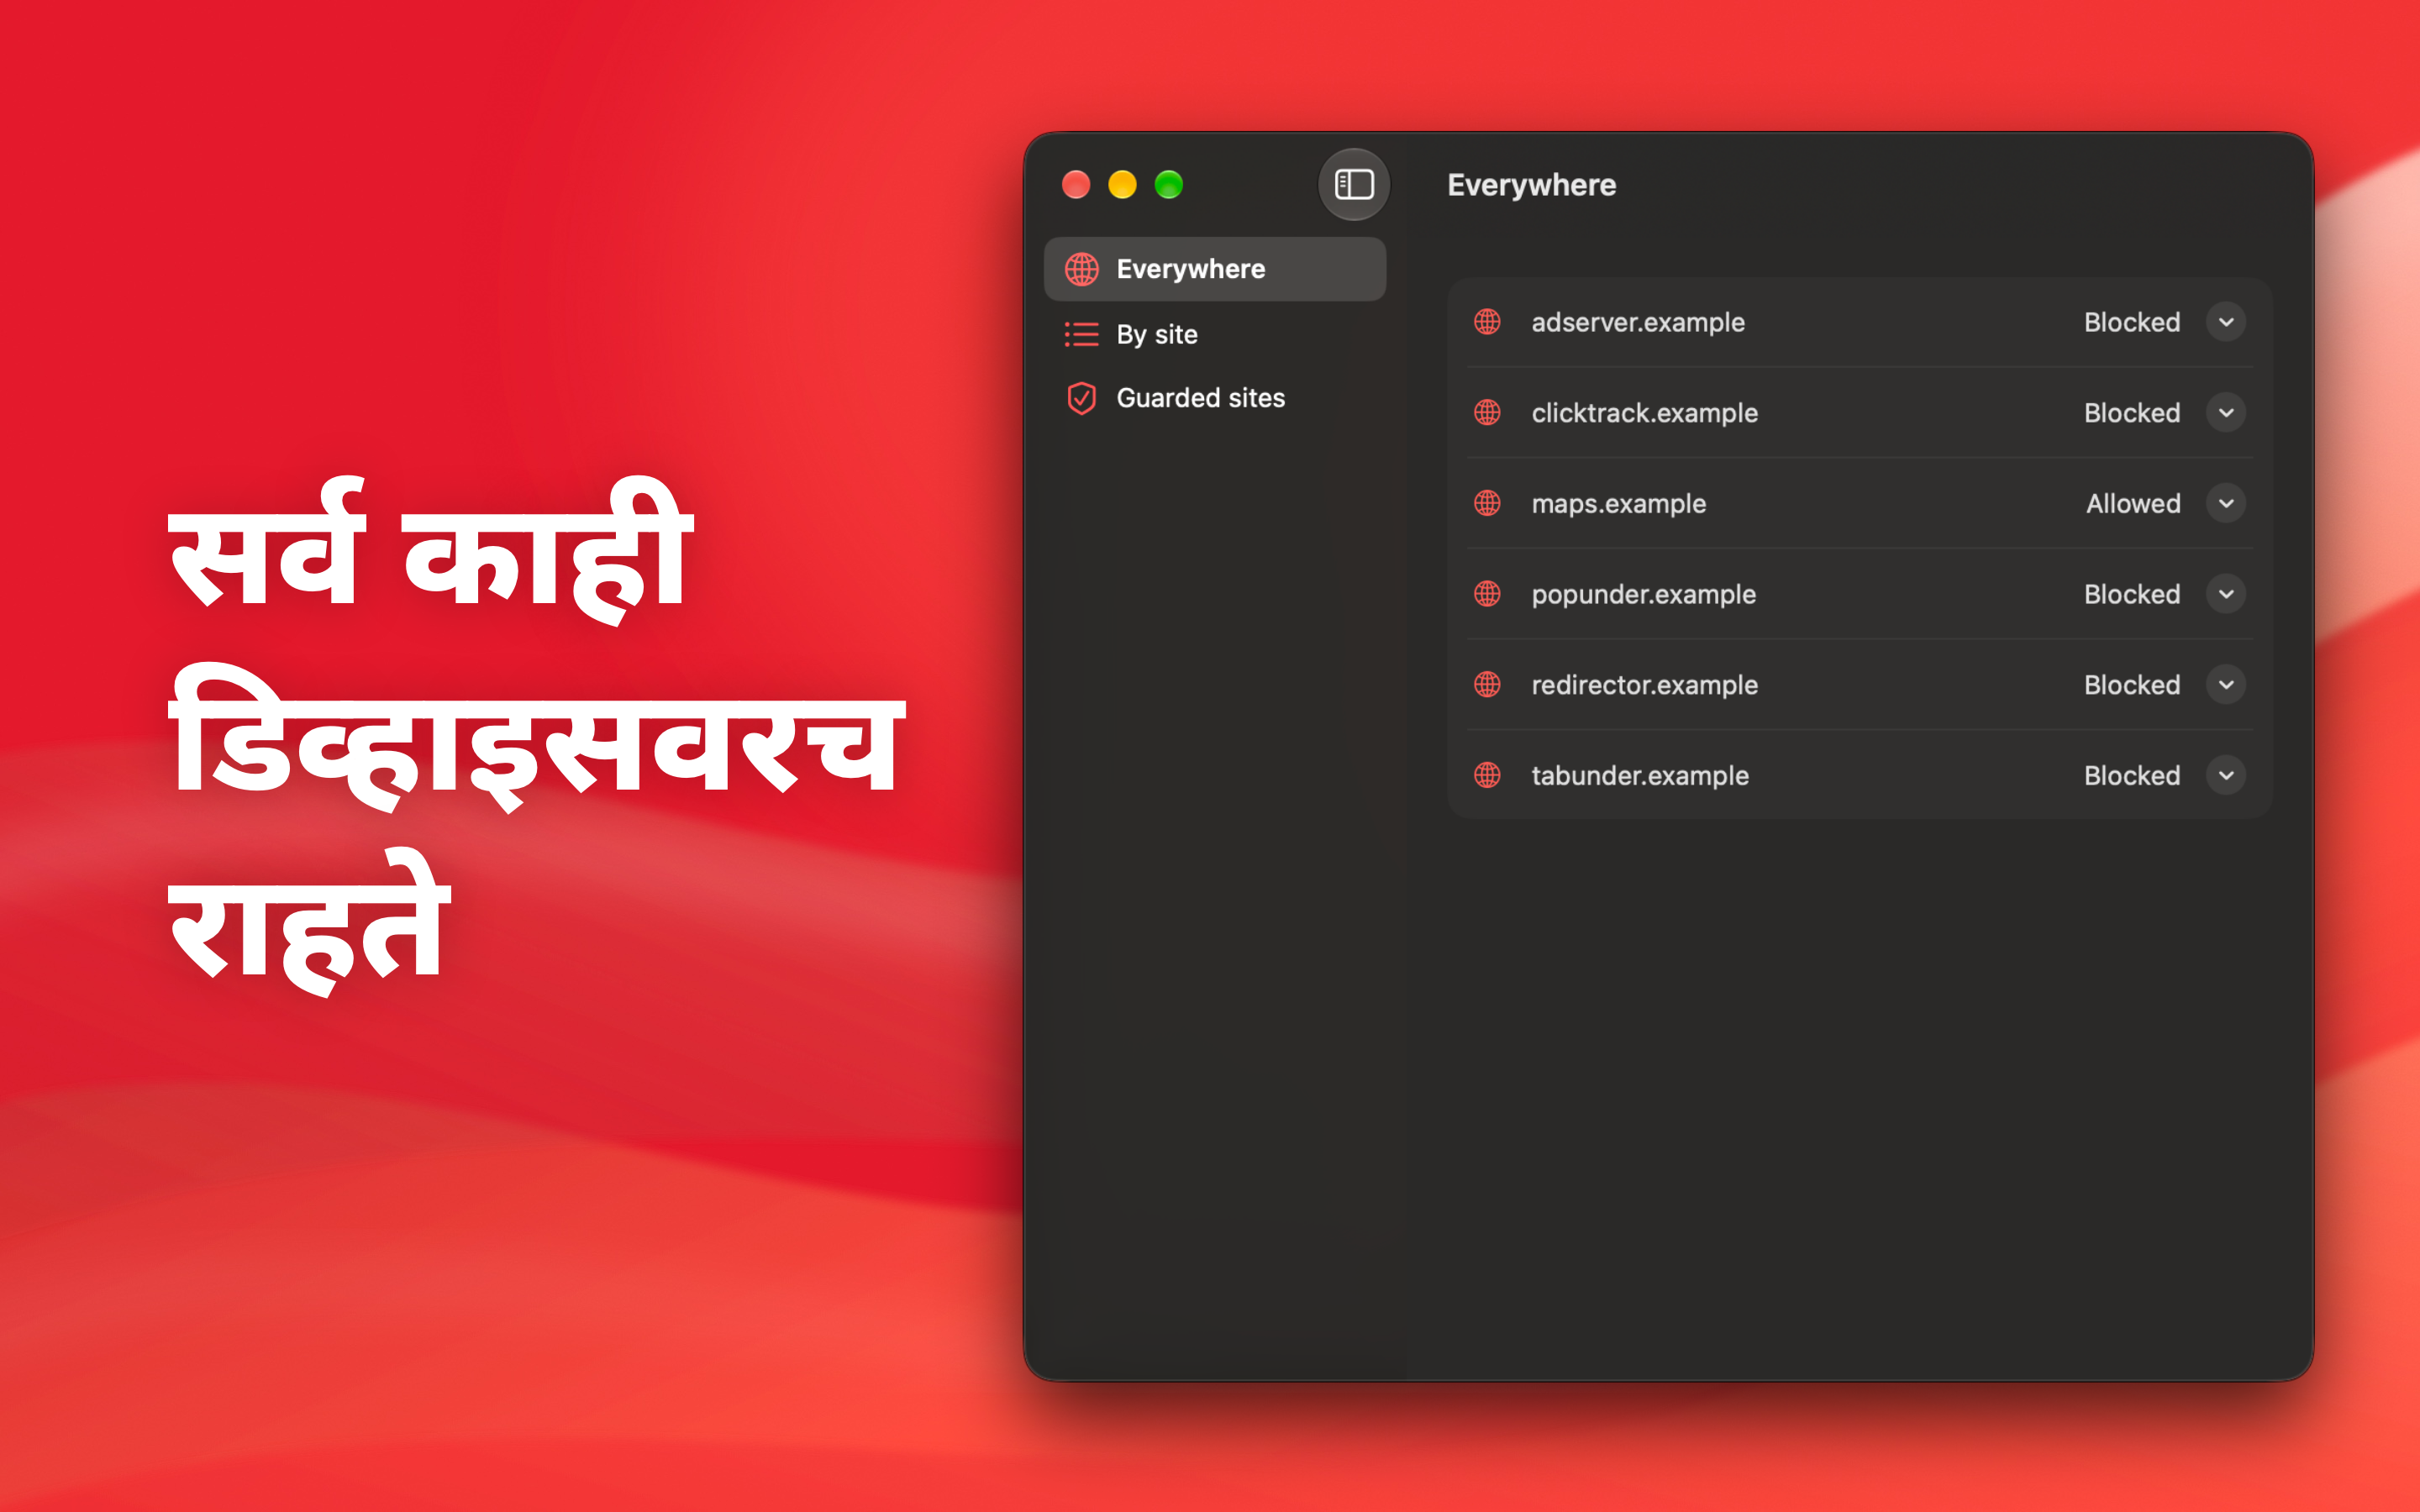 सर्व काही
डिव्हाइसवरच
राहते
Everywhere
By site
Guarded sites
Everywhere
adserver.example Blocked
clicktrack.example Blocked
maps.example Allowed
popunder.example Blocked
redirector.example Blocked
tabunder.example Blocked